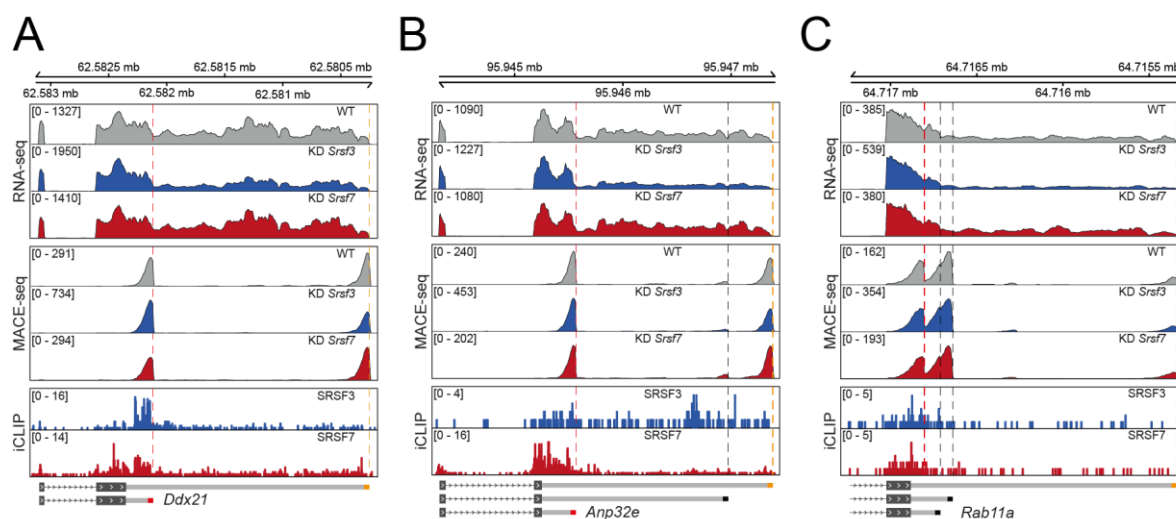 A
62.5825 mb 62.5815 mb 62.5805 mb
62.583 mb 62.582 mb 62.581 mb
RNA-seq
[0 - 1327] WT
[0 - 1950] KD Srsf3
[0 - 1410] KD Srsf7
MACE-seq
[0 - 291] WT
[0 - 734] KD Srsf3
[0 - 294] KD Srsf7
iCLIP
[0 - 16] SRSF3
[0 - 14] SRSF7
Ddx21
B
95.945 mb 95.947 mb
95.946 mb
RNA-seq
[0 - 1090] WT
[0 - 1227] KD Srsf3
[0 - 1080] KD Srsf7
MACE-seq
[0 - 240] WT
[0 - 453] KD Srsf3
[0 - 202] KD Srsf7
iCLIP
[0 - 4] SRSF3
[0 - 16] SRSF7
Anp32e
C
64.7165 mb 64.7155 mb
64.717 mb 64.716 mb
RNA-seq
[0 - 385] WT
[0 - 539] KD Srsf3
[0 - 380] KD Srsf7
MACE-seq
[0 - 162] WT
[0 - 354] KD Srsf3
[0 - 193] KD Srsf7
iCLIP
[0 - 5] SRSF3
[0 - 5] SRSF7
Rab11a